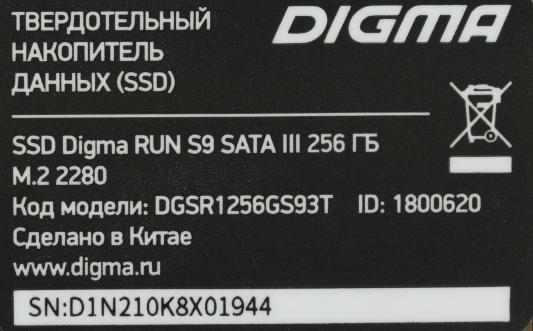 ТВЕРДОТЕЛЬНЫЙ
НАКОПИТЕЛЬ
ДАННЫХ (SSD)
DIGMA
SSD Digma RUN S9 SATA III 256 ГБ
M.2 2280
Код модели: DGSR1256GS93T ID: 1800620
Сделано в Китае
www.digma.ru
SN:D1N210K8X01944